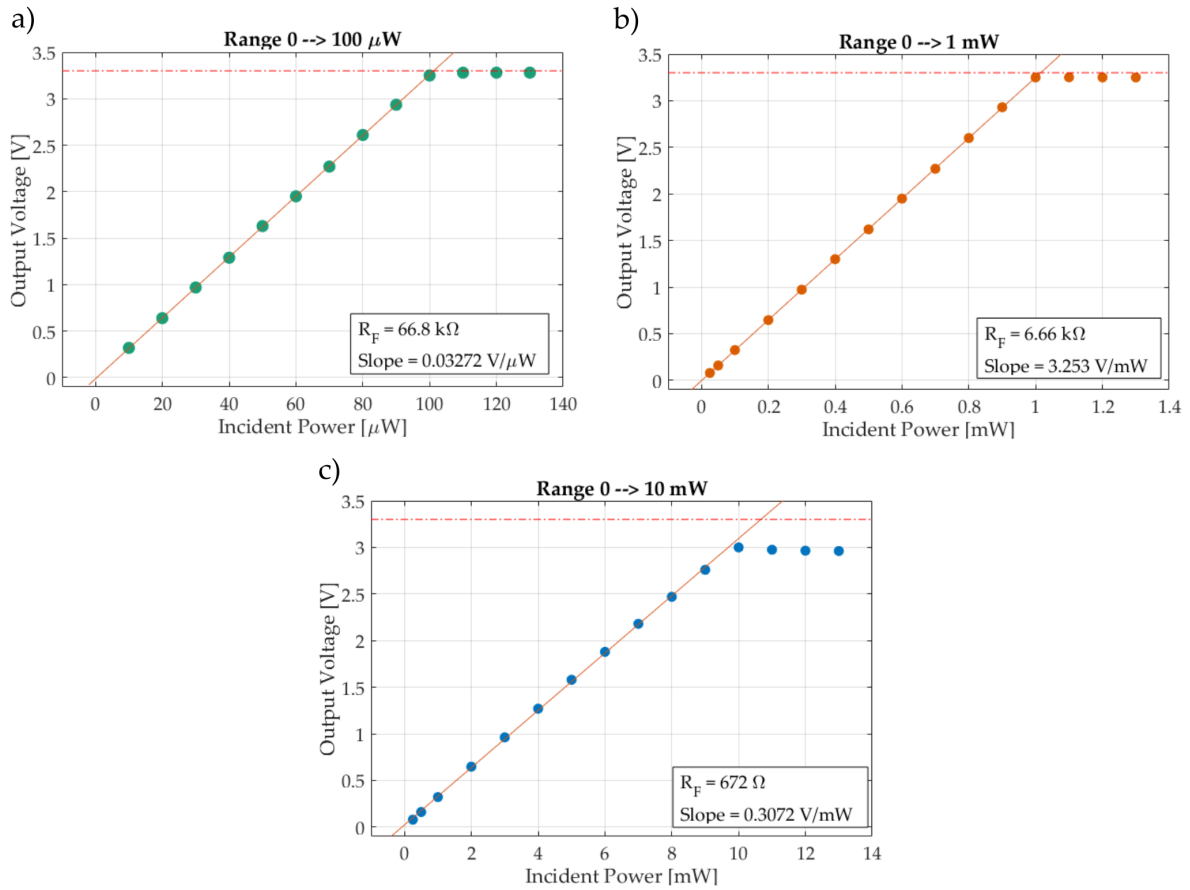 a)
Range 0 --> 100 μW
3.5
3
2.5
2
1.5
1
0.5
0
Output Voltage [V]
R_F = 66.8 kΩ
Slope = 0.03272 V/μW
0 20 40 60 80 100 120 140
Incident Power [μW]
b)
Range 0 --> 1 mW
3.5
3
2.5
2
1.5
1
0.5
0
Output Voltage [V]
R_F = 6.66 kΩ
Slope = 3.253 V/mW
0 0.2 0.4 0.6 0.8 1 1.2 1.4
Incident Power [mW]
c)
Range 0 --> 10 mW
3.5
3
2.5
2
1.5
1
0.5
0
Output Voltage [V]
R_F = 672 Ω
Slope = 0.3072 V/mW
0 2 4 6 8 10 12 14
Incident Power [mW]